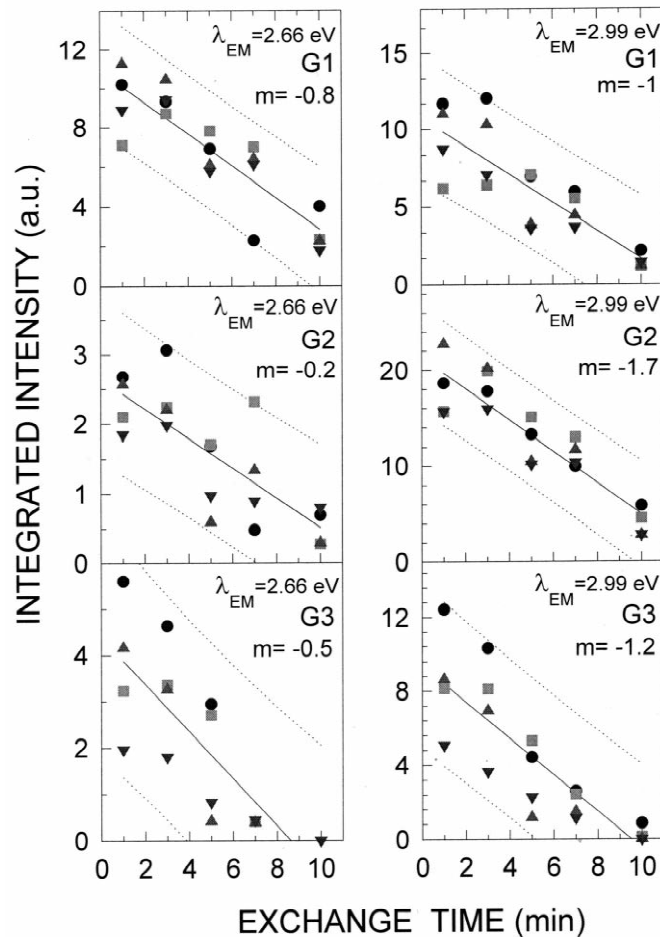 INTEGRATED INTENSITY (a.u.)
λEM=2.66 eV
G1
m= -0.8
12
8
4
0
λEM=2.99 eV
G1
m= -1
15
10
5
0
λEM=2.66 eV
G2
m= -0.2
3
2
1
0
λEM=2.99 eV
G2
m= -1.7
20
10
0
λEM=2.66 eV
G3
m= -0.5
4
2
0
0 2 4 6 8 10
λEM=2.99 eV
G3
m= -1.2
12
8
4
0
0 2 4 6 8 10
EXCHANGE TIME (min)